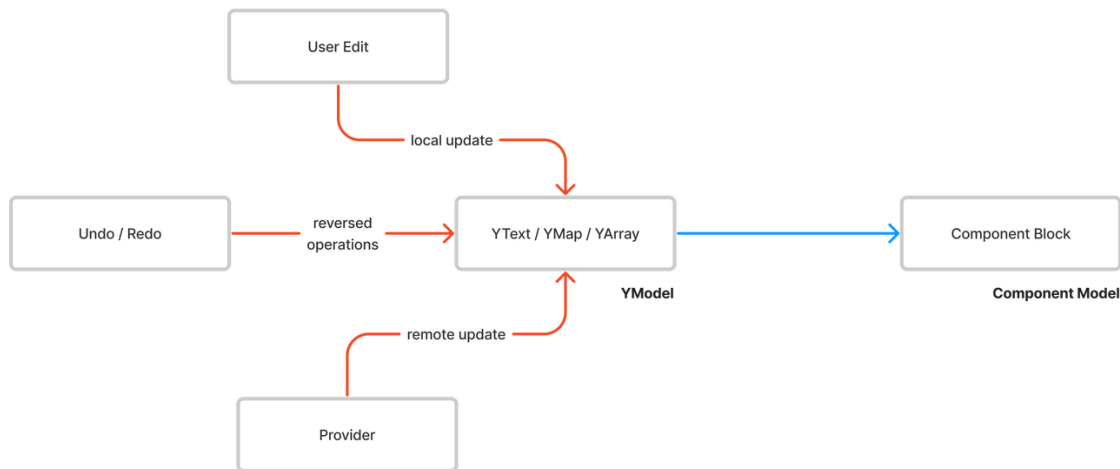 User Edit
local update
Undo / Redo
reversed
operations
YText / YMap / YArray
Component Block
YModel
Component Model
remote update
Provider